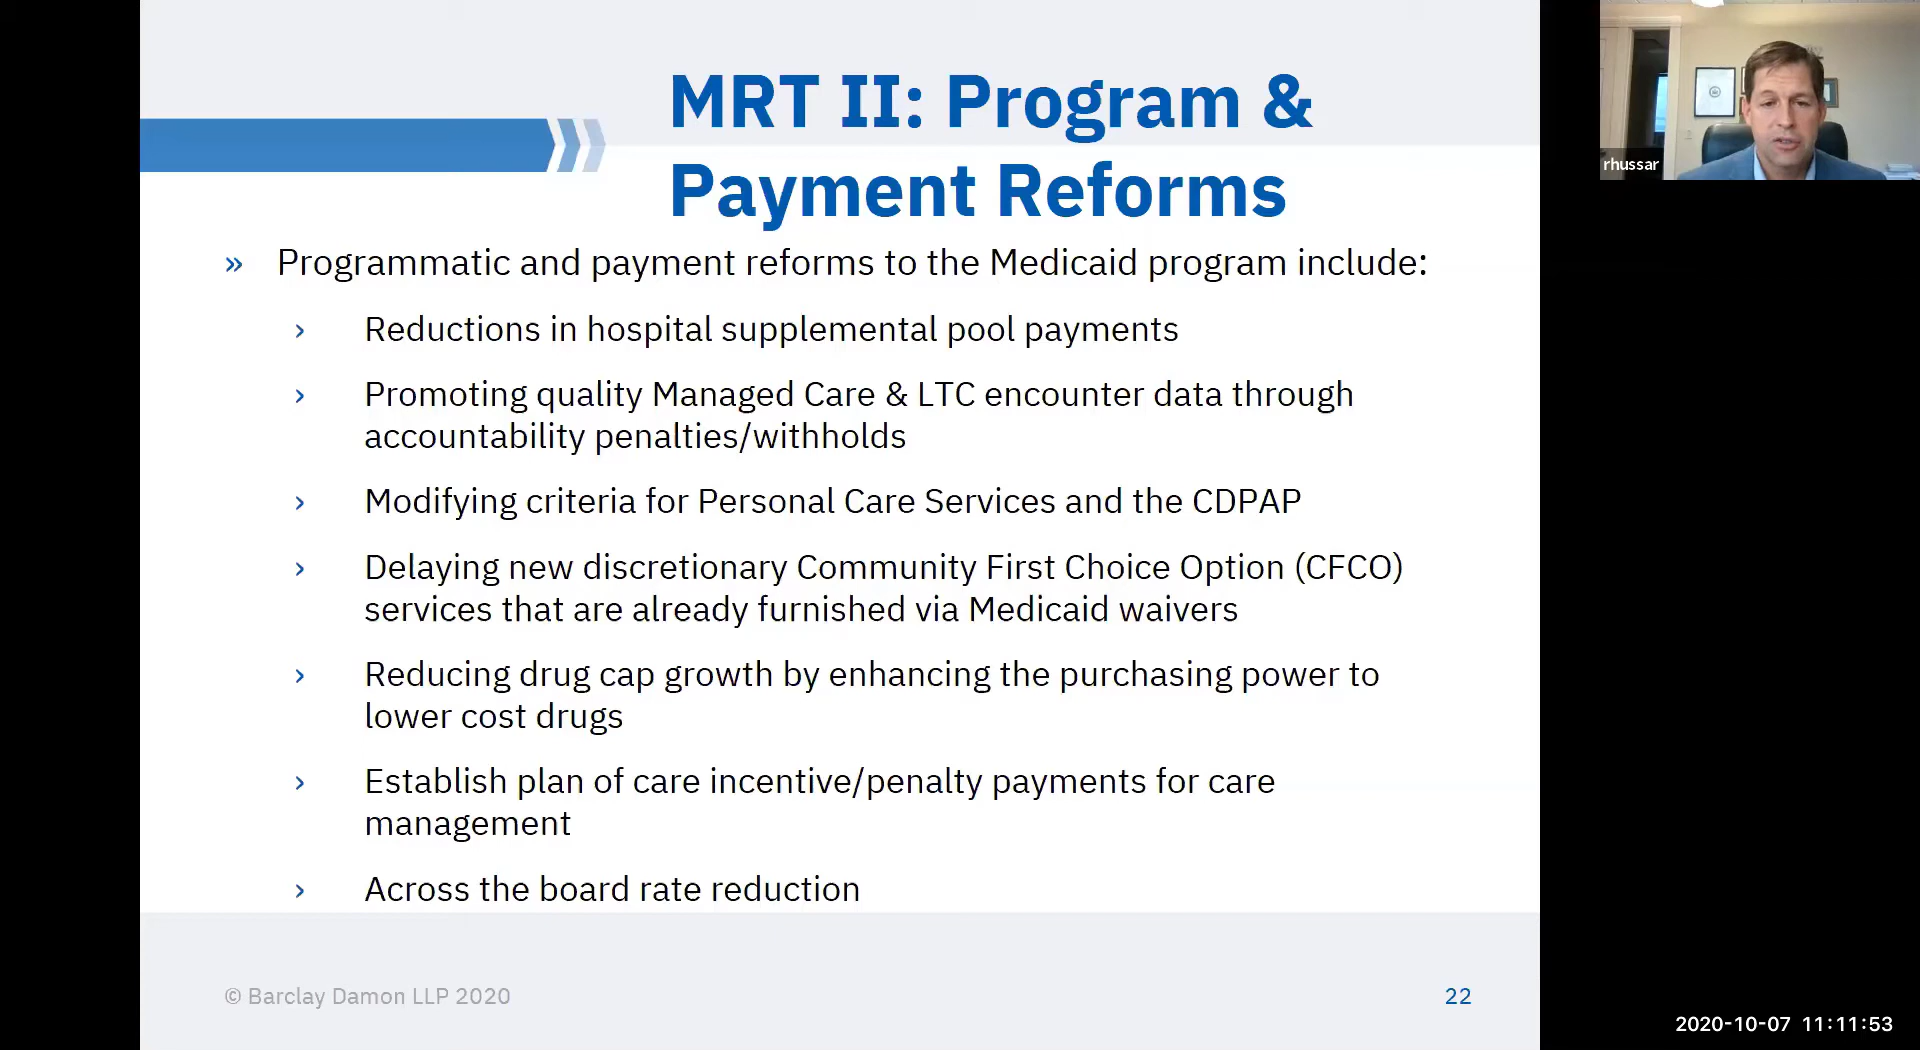 MRT II: Program &
Payment Reforms
» Programmatic and payment reforms to the Medicaid program include:
› Reductions in hospital supplemental pool payments
› Promoting quality Managed Care & LTC encounter data through
accountability penalties/withholds
› Modifying criteria for Personal Care Services and the CDPAP
› Delaying new discretionary Community First Choice Option (CFCO)
services that are already furnished via Medicaid waivers
› Reducing drug cap growth by enhancing the purchasing power to
lower cost drugs
› Establish plan of care incentive/penalty payments for care
management
› Across the board rate reduction
© Barclay Damon LLP 2020
22
rhussar
2020-10-07 11:11:53